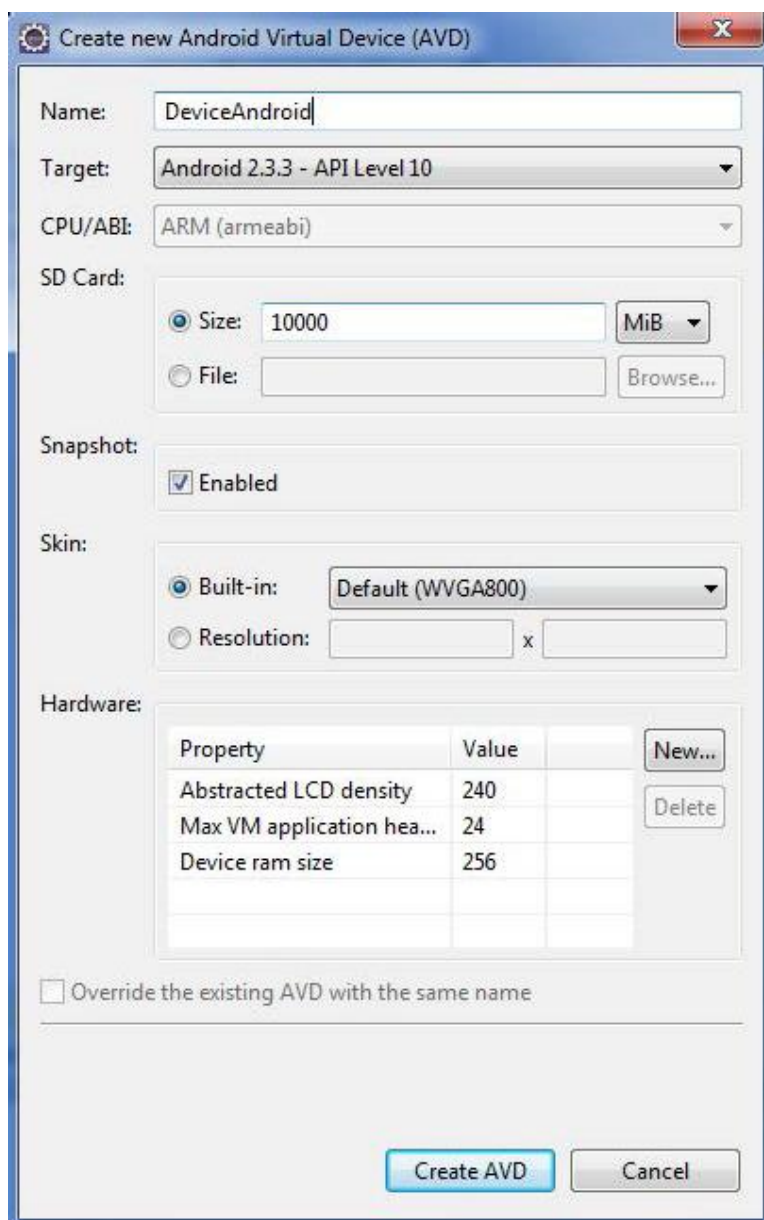 Create new Android Virtual Device (AVD)
x
Name: DeviceAndroid
Target: Android 2.3.3 - API Level 10
CPU/ABI: ARM (armeabi)
SD Card:
Size: 10000 MiB
File: Browse...
Snapshot:
Enabled
Skin:
Built-in: Default (WVGA800)
Resolution: x
Hardware:
Property Value New...
Abstracted LCD density 240
Delete
Max VM application hea... 24
Device ram size 256
Override the existing AVD with the same name
Create AVD Cancel